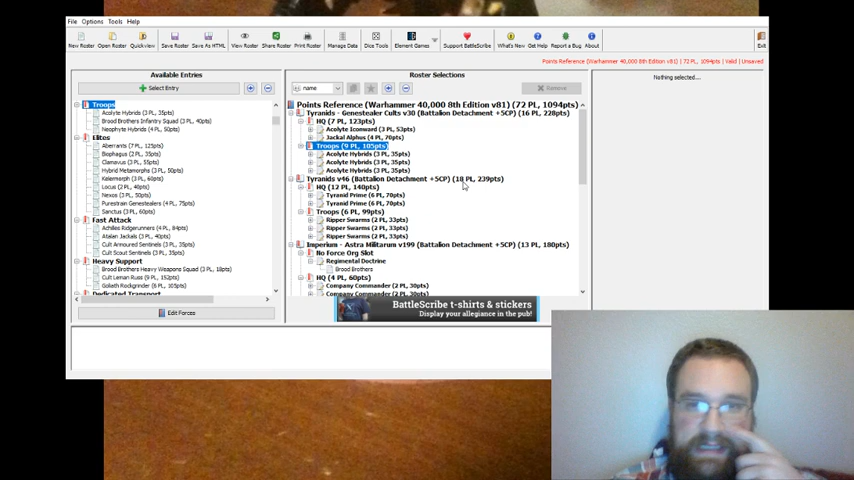 File Options Tools Help
New Roster Open Roster Quickview Save Roster Save As HTML View Roster Share Roster Print Roster Manage Data Dice Tools Element Games Support BattleScribe What's New Get Help Report a Bug About Exit
Points Reference (Warhammer 40,000 8th Edition v81) | 72 PL, 1094pts | Valid | Unsaved
Available Entries
Select Entry
Troops
Acolyte Hybrids (3 PL, 35pts)
Brood Brothers Infantry Squad (3 PL, 40pts)
Neophyte Hybrids (4 PL, 50pts)
Elites
Aberrants (7 PL, 125pts)
Biophagus (2 PL, 35pts)
Clamavus (3 PL, 55pts)
Hybrid Metamorphs (3 PL, 50pts)
Kelermorph (3 PL, 60pts)
Locus (2 PL, 40pts)
Nexos (3 PL, 50pts)
Purestrain Genestealers (4 PL, 75pts)
Sanctus (3 PL, 60pts)
Fast Attack
Achilles Ridgerunners (4 PL, 84pts)
Atalan Jackals (3 PL, 40pts)
Cult Armoured Sentinels (3 PL, 35pts)
Cult Scout Sentinels (3 PL, 35pts)
Heavy Support
Brood Brothers Heavy Weapons Squad (3 PL, 18pts)
Cult Leman Russ (9 PL, 152pts)
Goliath Rockgrinder (6 PL, 105pts)
Dedicated Transport
Edit Forces
Roster Selections
name
Remove
Points Reference (Warhammer 40,000 8th Edition v81) (72 PL, 1094pts)
Tyranids - Genestealer Cults v30 (Battalion Detachment +5CP) (16 PL, 228pts)
HQ (7 PL, 123pts)
Acolyte Iconward (3 PL, 53pts)
Jackal Alphus (4 PL, 70pts)
Troops (9 PL, 105pts)
Acolyte Hybrids (3 PL, 35pts)
Acolyte Hybrids (3 PL, 35pts)
Acolyte Hybrids (3 PL, 35pts)
Tyranids v46 (Battalion Detachment +5CP) (18 PL, 239pts)
HQ (12 PL, 140pts)
Tyranid Prime (6 PL, 70pts)
Tyranid Prime (6 PL, 70pts)
Troops (6 PL, 99pts)
Ripper Swarms (2 PL, 33pts)
Ripper Swarms (2 PL, 33pts)
Ripper Swarms (2 PL, 33pts)
Imperium - Astra Militarum v199 (Battalion Detachment +5CP) (13 PL, 180pts)
No Force Org Slot
Regimental Doctrine
Brood Brothers
HQ (4 PL, 60pts)
Company Commander (2 PL, 30pts)
Company Commander (2 PL, 30pts)
BattleScribe t-shirts & stickers
Display your allegiance in the pub!
Nothing selected...